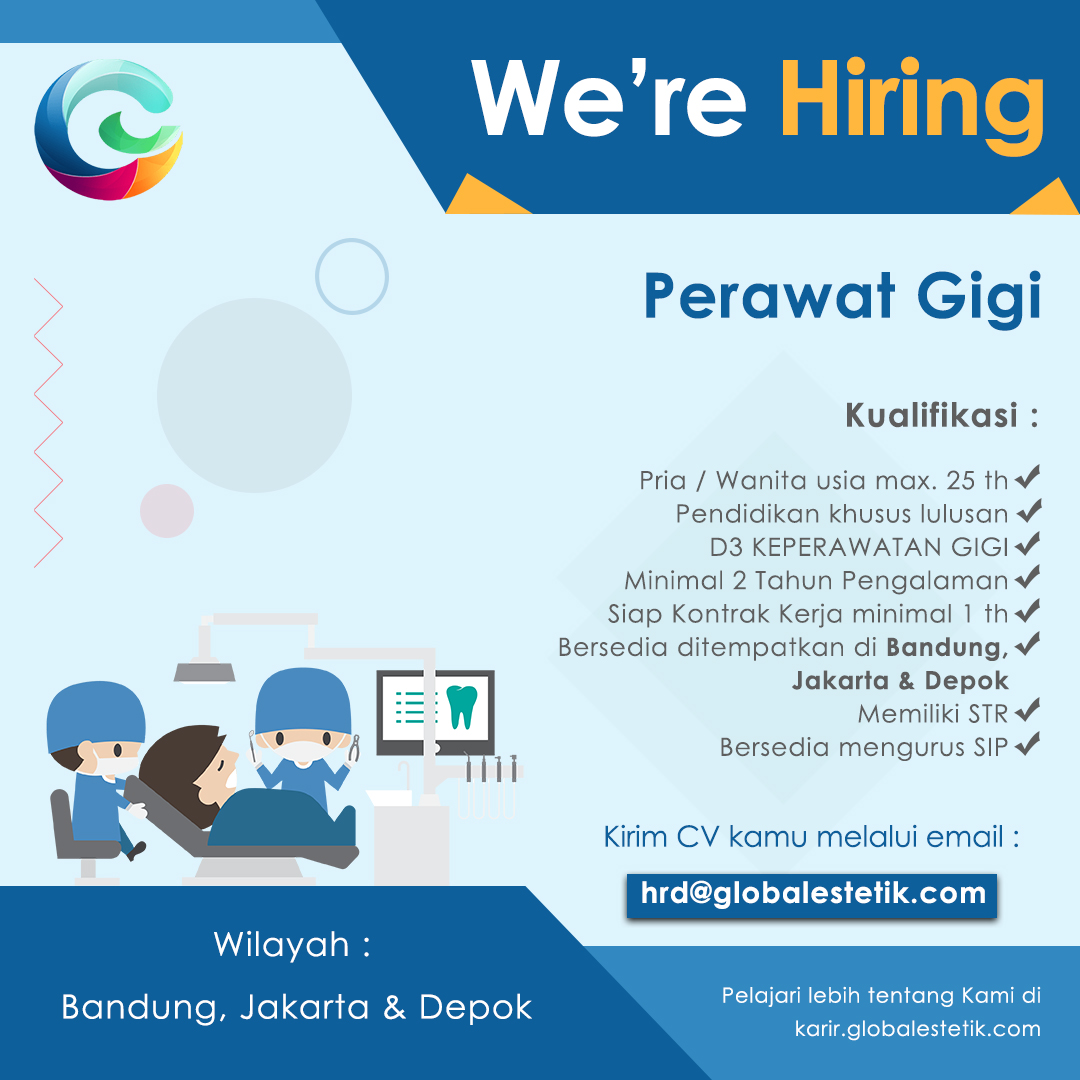 We're Hiring
Perawat Gigi
Kualifikasi :
Pria / Wanita usia max. 25 th
Pendidikan khusus lulusan
D3 KEPERAWATAN GIGI
Minimal 2 Tahun Pengalaman
Siap Kontrak Kerja minimal 1 th
Bersedia ditempatkan di Bandung,
Jakarta & Depok
Memiliki STR
Bersedia mengurus SIP
Kirim CV kamu melalui email :
hrd@globalestetik.com
Wilayah :
Bandung, Jakarta & Depok
Pelajari lebih tentang Kami di
karir.globalestetik.com